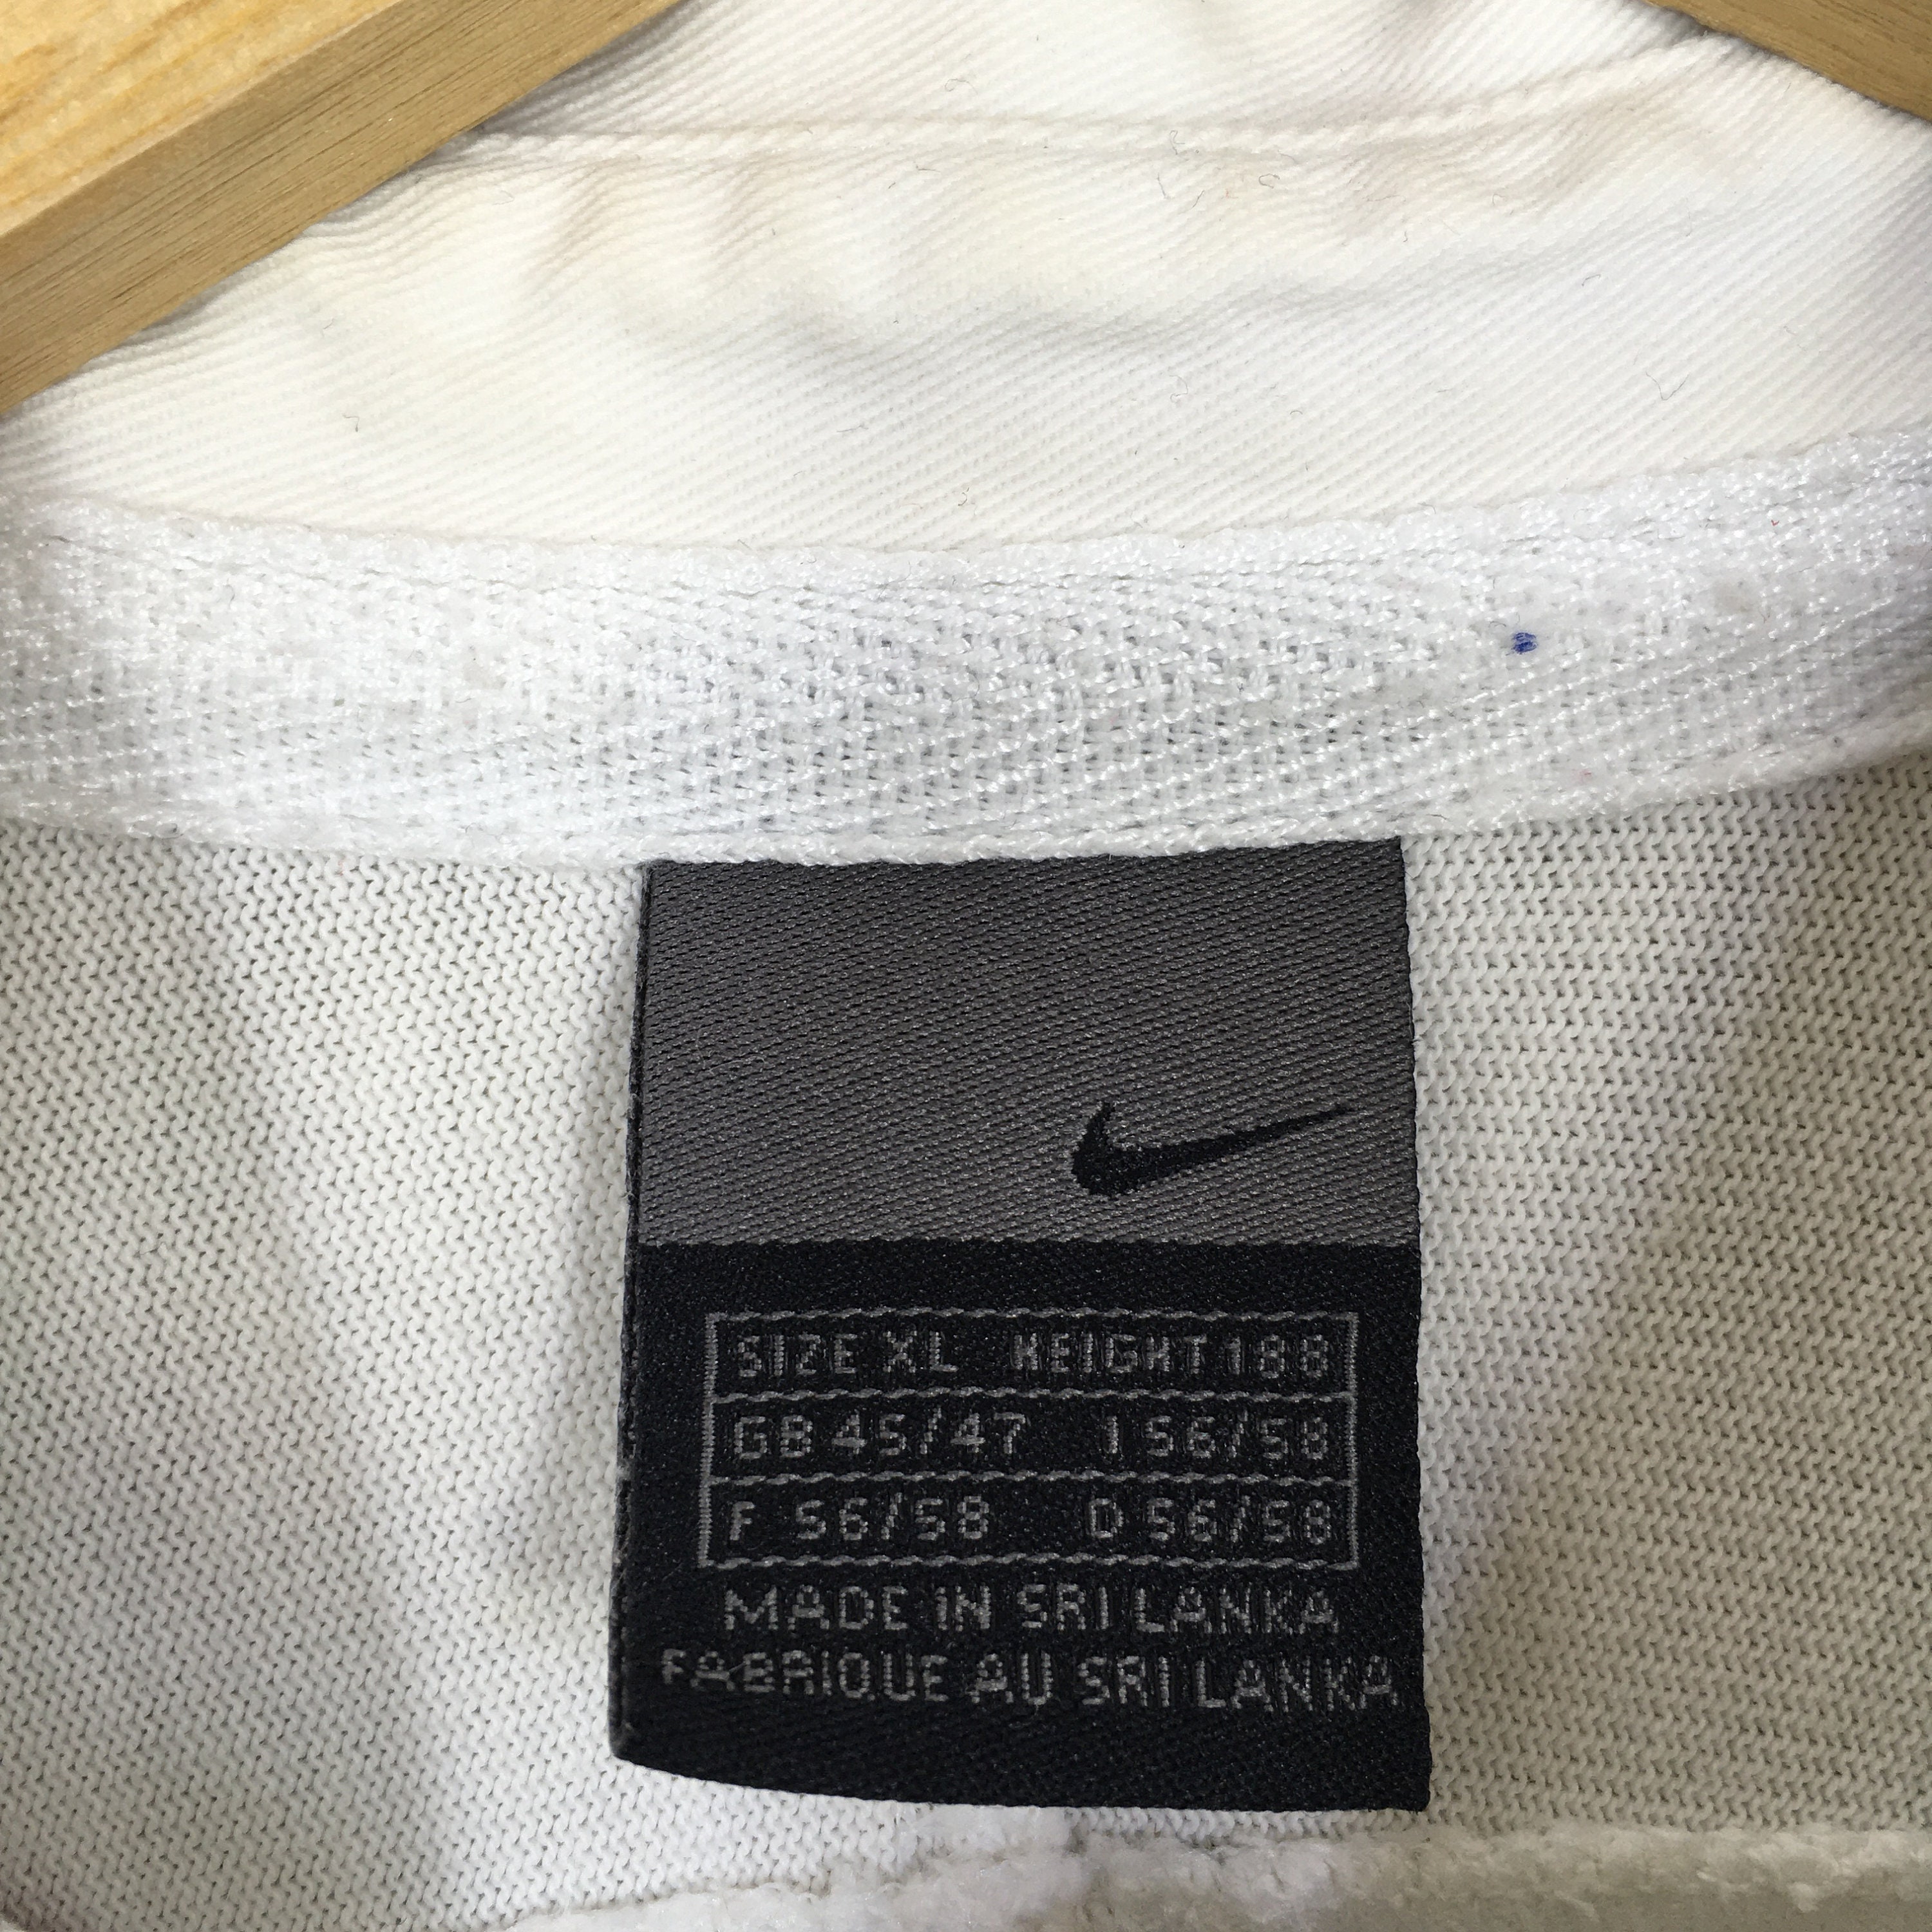 SIZE XL HEIGHT 188
GB 45/47 I 56/58
F 56/58 D 56/58
MADE IN SRI LANKA
FABRIQUE AU SRI LANKA